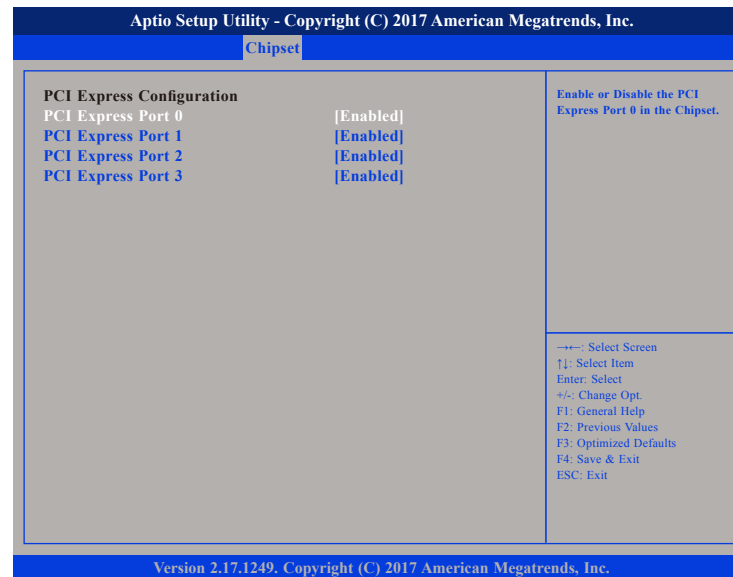 Aptio Setup Utility - Copyright (C) 2017 American Megatrends, Inc.
Chipset
PCI Express Configuration
PCI Express Port 0 [Enabled]
PCI Express Port 1 [Enabled]
PCI Express Port 2 [Enabled]
PCI Express Port 3 [Enabled]
Enable or Disable the PCI
Express Port 0 in the Chipset.
→←: Select Screen
↑↓: Select Item
Enter: Select
+/-: Change Opt.
F1: General Help
F2: Previous Values
F3: Optimized Defaults
F4: Save & Exit
ESC: Exit
Version 2.17.1249. Copyright (C) 2017 American Megatrends, Inc.